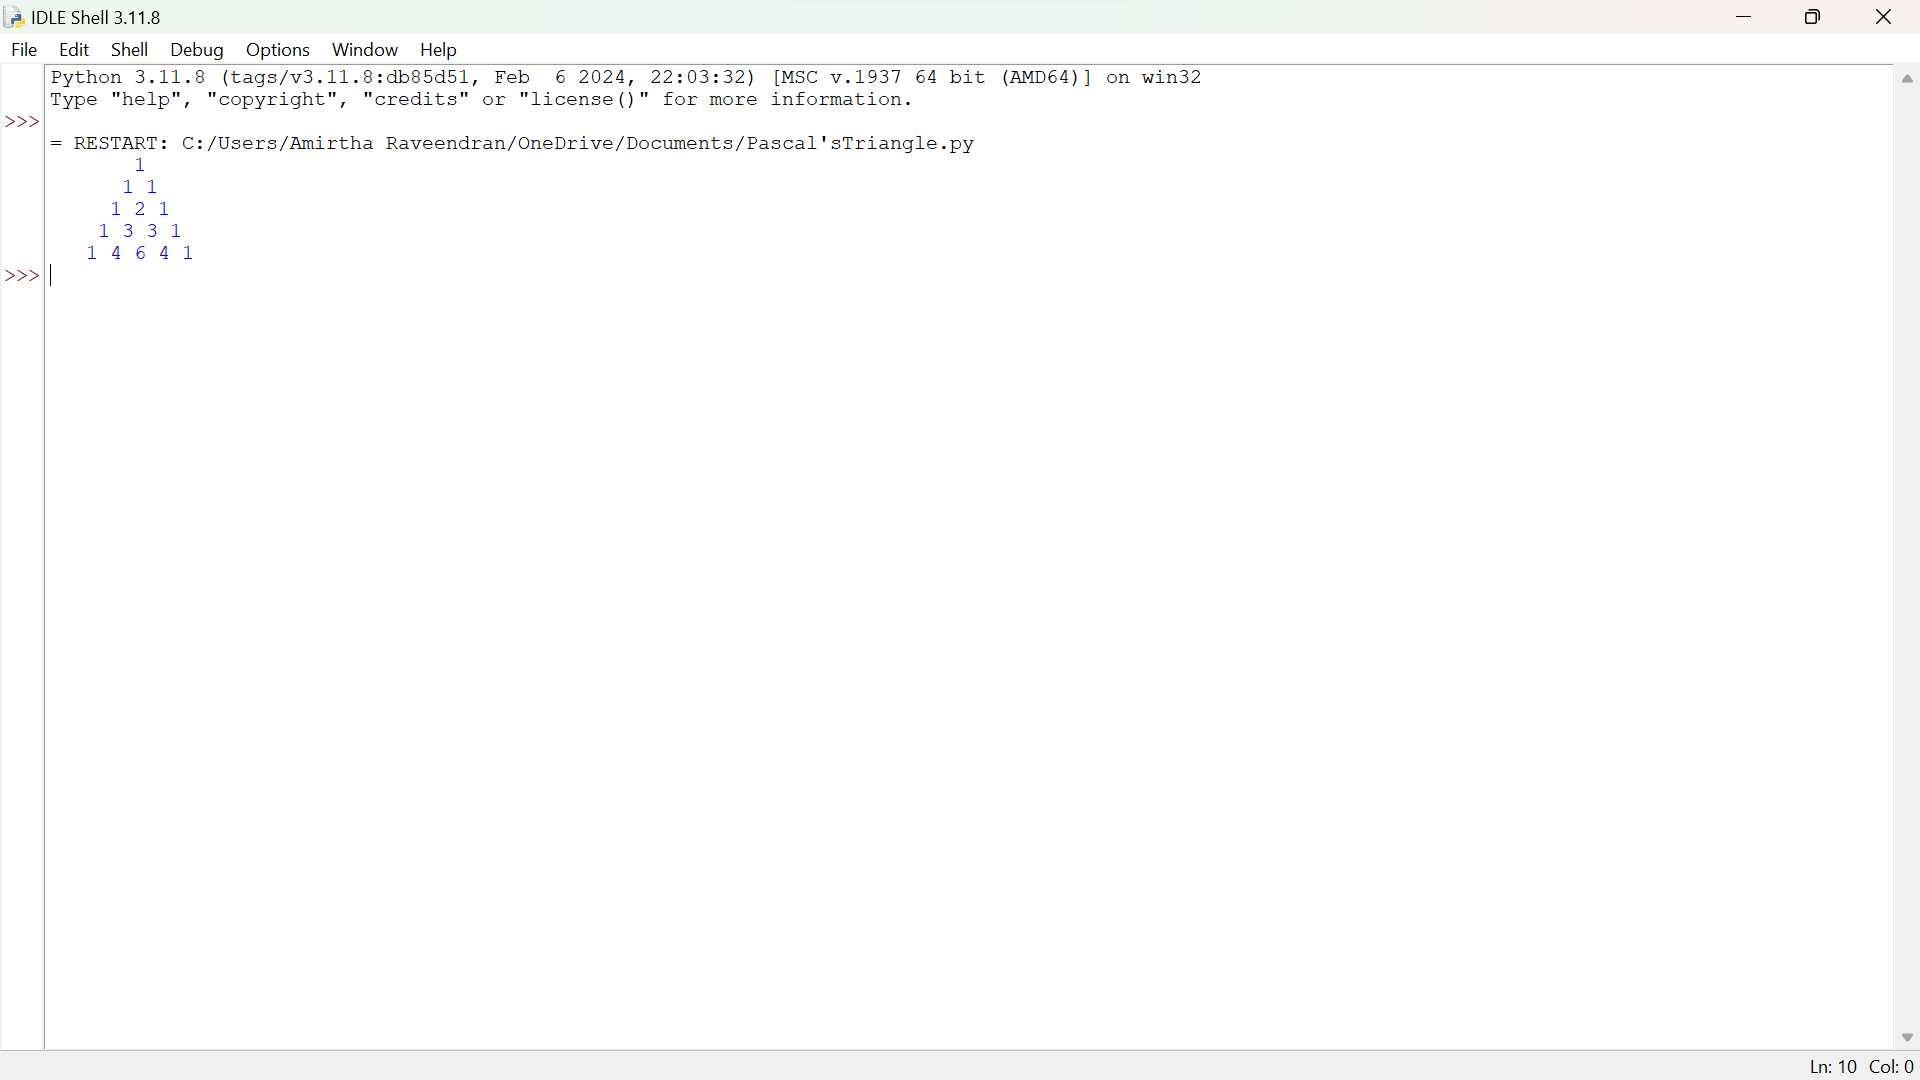 IDLE Shell 3.11.8
File Edit Shell Debug Options Window Help
Python 3.11.8 (tags/v3.11.8:db85d51, Feb  6 2024, 22:03:32) [MSC v.1937 64 bit (AMD64)] on win32
Type "help", "copyright", "credits" or "license()" for more information.
>>>
= RESTART: C:/Users/Amirtha Raveendran/OneDrive/Documents/Pascal'sTriangle.py
1
1 1
1 2 1
1 3 3 1
1 4 6 4 1
>>>
Ln: 10 Col: 0